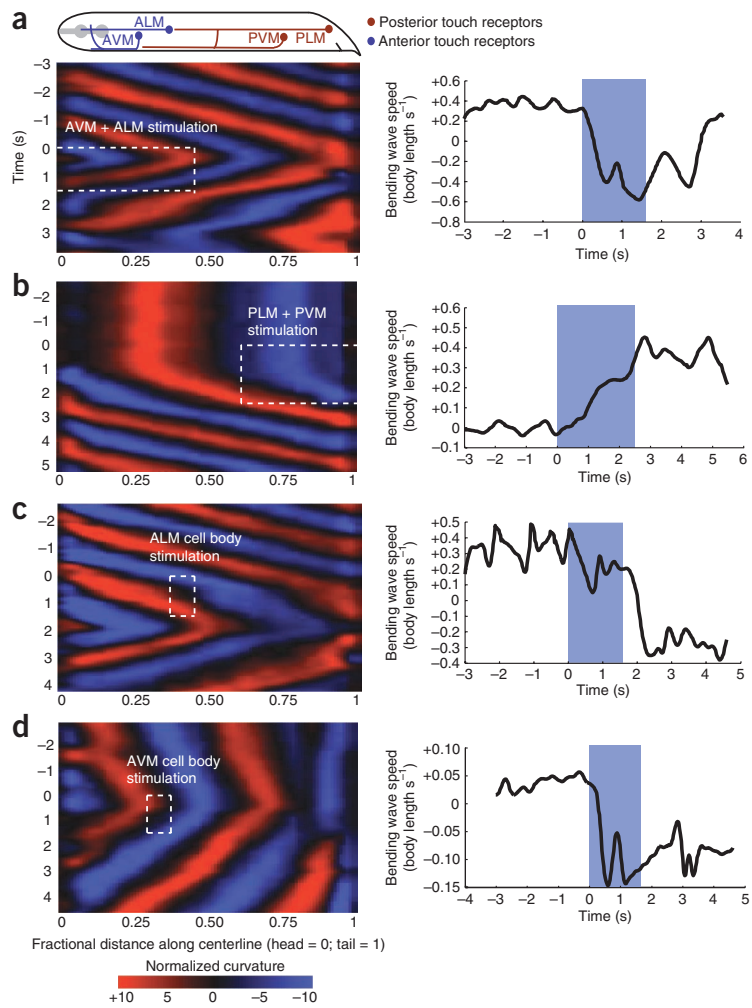 a
ALM
AVM
PVM
PLM
Posterior touch receptors
Anterior touch receptors
AVM + ALM stimulation
Time (s)
−3
−2
−1
0
1
2
3
0 0.25 0.50 0.75 1
Bending wave speed
(body length s−1)
+0.6
+0.4
+0.2
0
−0.2
−0.4
−0.6
−0.8
−3 −2 −1 0 1 2 3 4
Time (s)
b
PLM + PVM
stimulation
−2
−1
0
1
2
3
4
5
0 0.25 0.50 0.75 1
Bending wave speed
(body length s−1)
+0.6
+0.5
+0.4
+0.3
+0.2
+0.1
0
−0.1
−3 −2 −1 0 1 2 3 4 5 6
Time (s)
c
ALM cell body
stimulation
−2
−1
0
1
2
3
4
0 0.25 0.50 0.75 1
Bending wave speed
(body length s−1)
+0.5
+0.4
+0.3
+0.2
+0.1
0
−0.1
−0.2
−0.3
−0.4
−3 −2 −1 0 1 2 3 4 5
Time (s)
d
AVM cell body
stimulation
−2
−1
0
1
2
3
4
0 0.25 0.50 0.75 1
Bending wave speed
(body length s−1)
+0.10
+0.05
0
−0.05
−0.10
−0.15
−4 −3 −2 −1 0 1 2 3 4 5
Time (s)
Fractional distance along centerline (head = 0; tail = 1)
Normalized curvature
+10 5 0 −5 −10